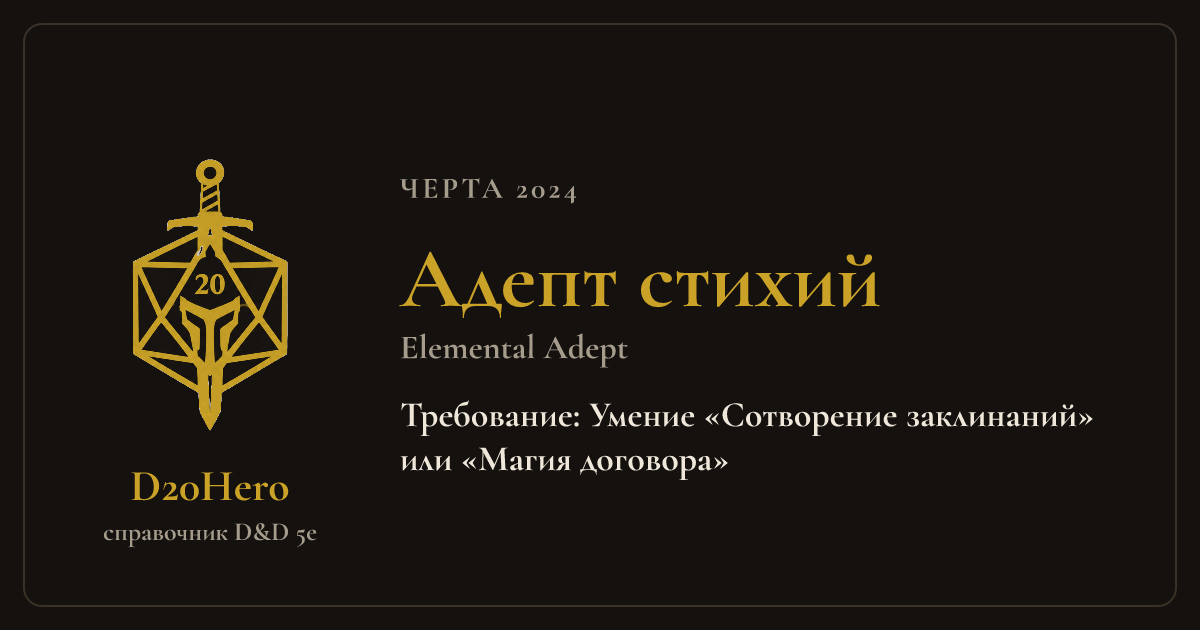 20
D20Hero
справочник D&D 5e
ЧЕРТА 2024
Адепт стихий
Elemental Adept
Требование: Умение «Сотворение заклинаний»
или «Магия договора»